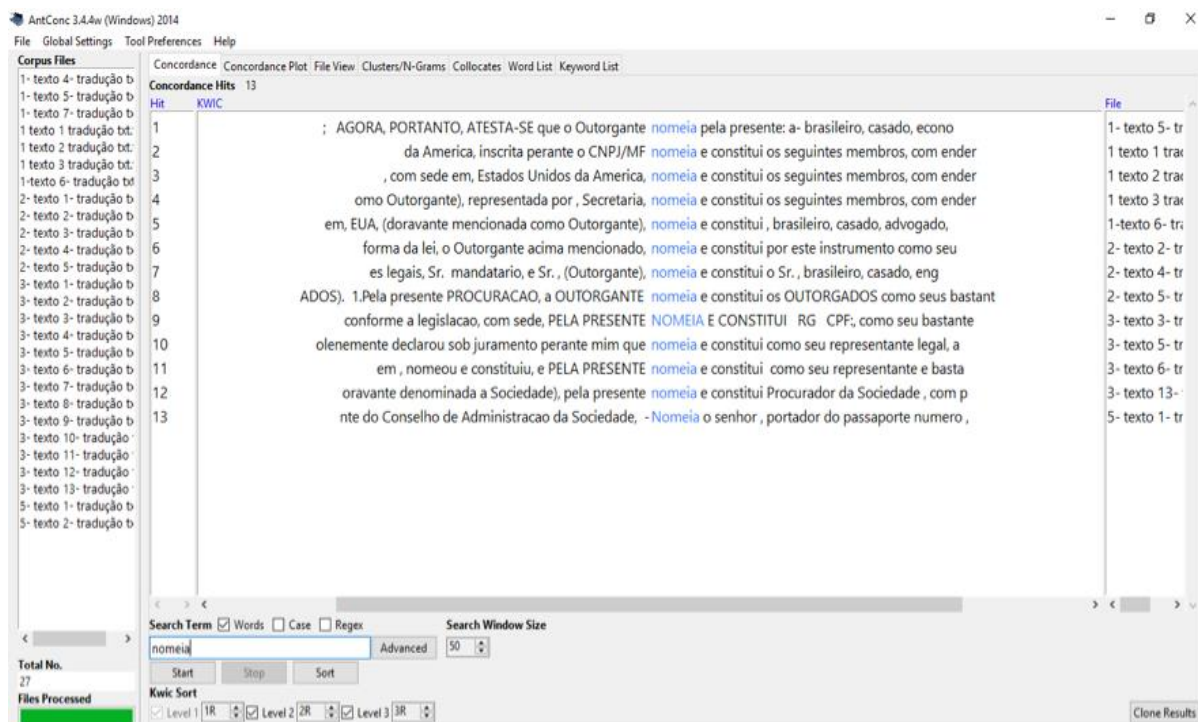 AntConc 3.4.4w (Windows) 2014
File Global Settings Tool Preferences Help
Corpus Files
1- texto 4- tradução b
1- texto 5- tradução b
1- texto 7- tradução b
1 texto 1 tradução txt.
1 texto 2 tradução txt.
1 texto 3 tradução txt.
1-texto 6- tradução txt
2- texto 1- tradução b
2- texto 2- tradução b
2- texto 3- tradução b
2- texto 4- tradução b
2- texto 5- tradução b
3- texto 1- tradução b
3- texto 2- tradução b
3- texto 3- tradução b
3- texto 4- tradução b
3- texto 5- tradução b
3- texto 6- tradução b
3- texto 7- tradução b
3- texto 8- tradução b
3- texto 9- tradução b
3- texto 10- tradução
3- texto 11- tradução
3- texto 12- tradução
3- texto 13- tradução
5- texto 1- tradução b
5- texto 2- tradução b
Total No.
27
Files Processed
Concordance Concordance Plot File View Clusters/N-Grams Collocates Word List Keyword List
Concordance Hits 13
Hit KWIC File
1 ; AGORA, PORTANTO, ATESTA-SE que o Outorgante nomeia pela presente: a- brasileiro, casado, econo 1- texto 5- tr
2 da America, inscrita perante o CNPJ/MF nomeia e constitui os seguintes membros, com ender 1 texto 1 trad
3 , com sede em, Estados Unidos da America, nomeia e constitui os seguintes membros, com ender 1 texto 2 trad
4 omo Outorgante), representada por , Secretaria, nomeia e constitui os seguintes membros, com ender 1 texto 3 trad
5 em, EUA, (doravante mencionada como Outorgante), nomeia e constitui , brasileiro, casado, advogado, 1-texto 6- tra
6 forma da lei, o Outorgante acima mencionado, nomeia e constitui por este instrumento como seu 2- texto 2- tr
7 es legais, Sr. mandatario, e Sr. , (Outorgante), nomeia e constitui o Sr. , brasileiro, casado, eng 2- texto 4- tr
8 ADOS). 1.Pela presente PROCURACAO, a OUTORGANTE nomeia e constitui os OUTORGADOS como seus bastant 2- texto 5- tr
9 conforme a legislacao, com sede, PELA PRESENTE NOMEIA E CONSTITUI RG CPF:, como seu bastante 3- texto 3- tr
10 olenemente declarou sob juramento perante mim que nomeia e constitui como seu representante legal, a 3- texto 5- tr
11 em , nomeou e constituiu, e PELA PRESENTE nomeia e constitui como seu representante e basta 3- texto 6- tr
12 oravante denominada a Sociedade), pela presente nomeia e constitui Procurador da Sociedade , com p 3- texto 13-
13 nte do Conselho de Administracao da Sociedade, -Nomeia o senhor , portador do passaporte numero , 5- texto 1- tr
Search Term Words Case Regex Search Window Size
nomeia Advanced 50
Start Stop Sort
Kwic Sort
Level 1 1R Level 2 2R Level 3 3R Clone Results